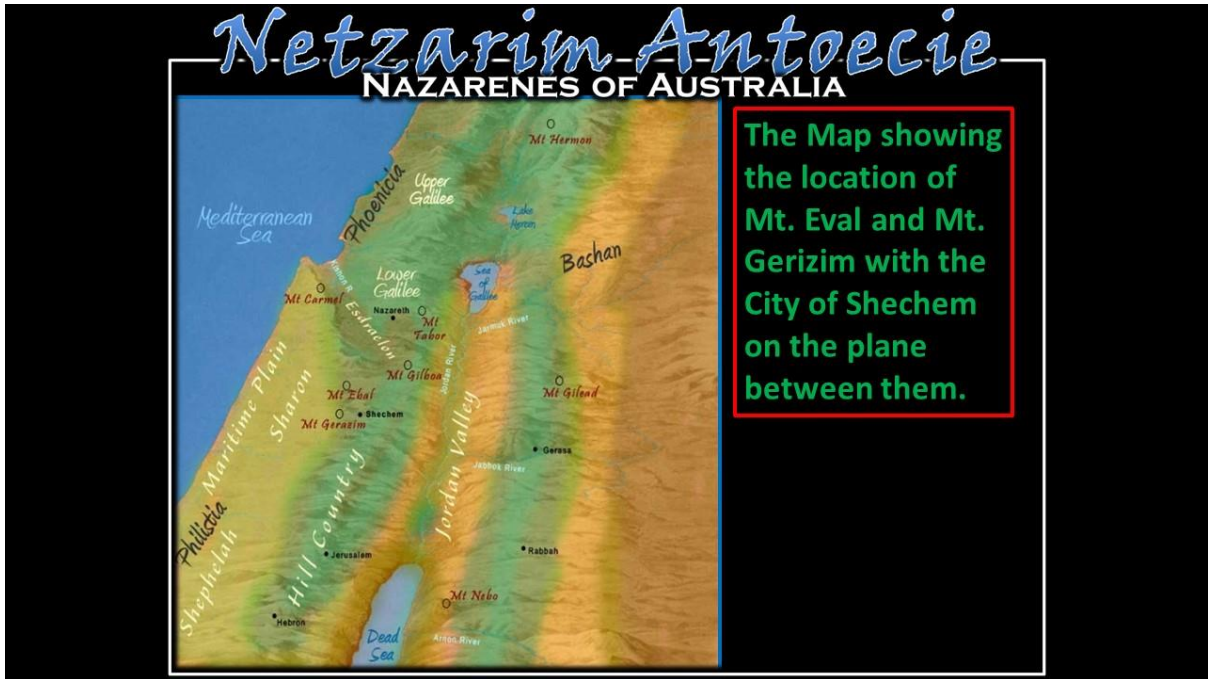 Netzarim Antoecie
Nazarenes of Australia
The Map showing
the location of
Mt. Eval and Mt.
Gerizim with the
City of Shechem
on the plane
between them.
Mt Hermon
Phoenicia
Upper
Galilee
Mediterranean
Sea
Lake
Bashan
Kishon R.
Lower
Galilee
Sea
of
Galilee
Mt Carmel
Nazareth
Mt
Tabor
Esdraelon
Jarmuk River
Jordan River
Mt Gilboa
Mt Ebal
Mt Gilead
Maritime Plain
Sharon
Shechem
Mt Gerazim
Jordan Valley
Gerasa
Jabbok River
Hill Country
Philistia
Shephelah
Jerusalem
Rabbah
Mt Nebo
Hebron
Dead
Sea
Arnon River